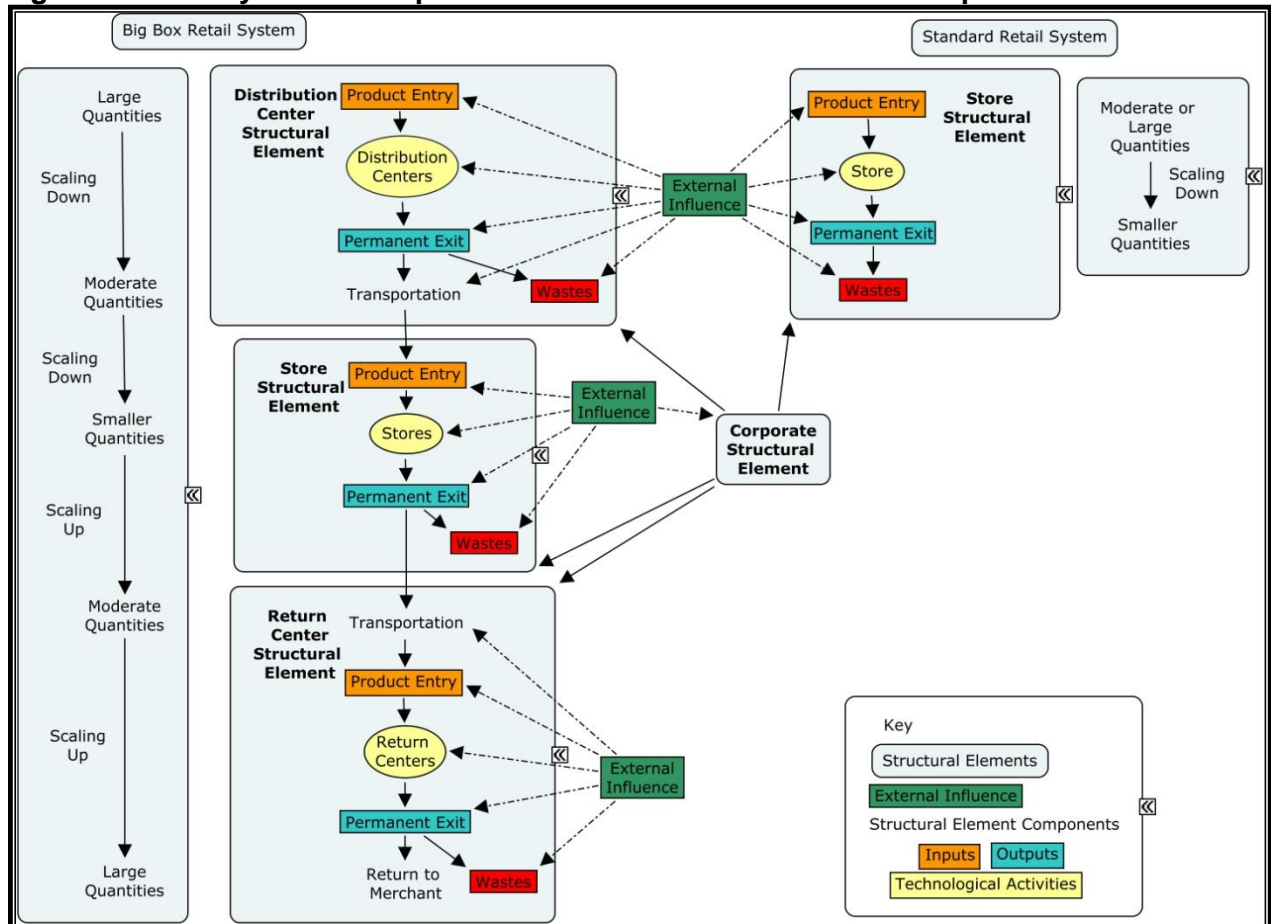 Big Box Retail System
Standard Retail System
Large
Quantities
Scaling
Down
Moderate
Quantities
Scaling
Down
Smaller
Quantities
Scaling
Up
Moderate
Quantities
Scaling
Up
Large
Quantities
Distribution
Center
Structural
Element
Product Entry
Distribution
Centers
Permanent Exit
Transportation
Wastes
External
Influence
Product Entry
Store
Structural
Element
Store
Permanent Exit
Wastes
Moderate or
Large
Quantities
Scaling
Down
Smaller
Quantities
Store
Structural
Element
Product Entry
Stores
Permanent Exit
Wastes
External
Influence
Corporate
Structural
Element
Return
Center
Structural
Element
Transportation
Product Entry
Return
Centers
Permanent Exit
Return to
Merchant
Wastes
External
Influence
Key
Structural Elements
External Influence
Structural Element Components
Inputs
Outputs
Technological Activities